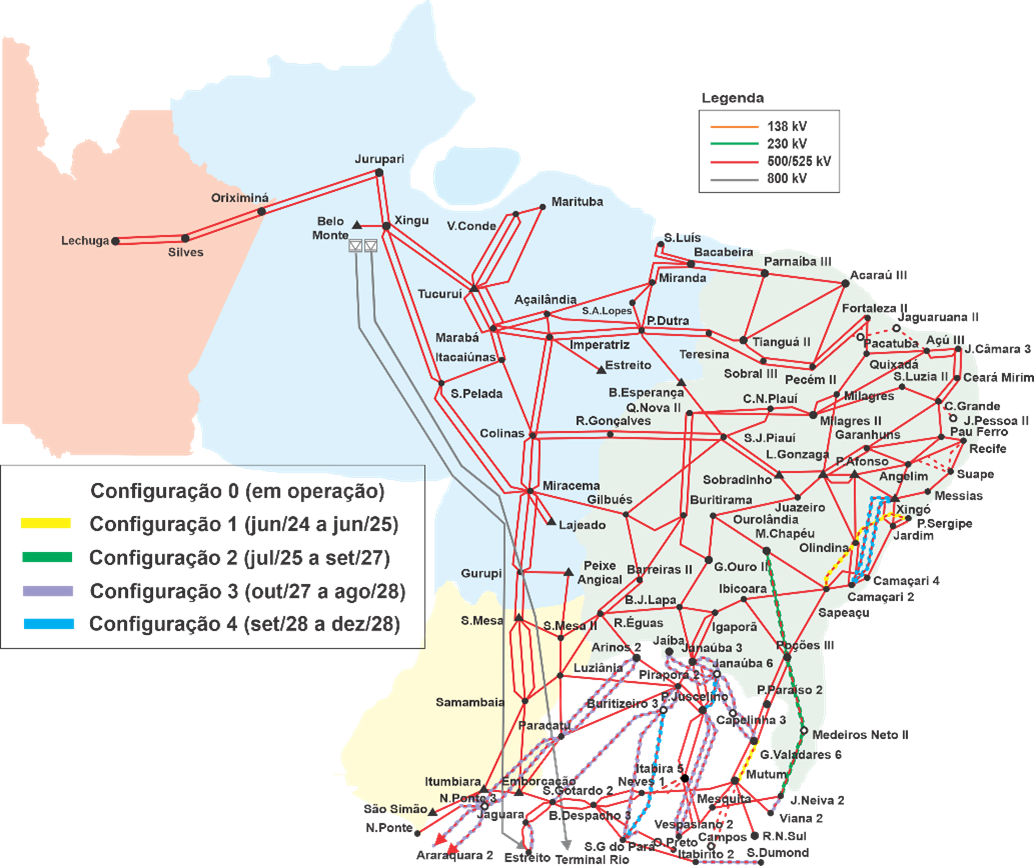 Legenda
138 kV
230 kV
500/525 kV
800 kV
Jurupari
Oriximiná
Lechuga
Silves
Belo
Monte
Xingu
Marituba
V.Conde
Tucuruí
S.Luís
Bacabeira
Parnaíba III
Miranda
Acaraú III
Açailândia
S.A.Lopes
Fortaleza II
Jaguaruana II
P.Dutra
Marabá
Imperatriz
Tianguá II
Pacatuba
Açú III
J.Câmara 3
Itacaiúnas
Teresina
Quixadá
Estreito
Sobral III
Pecém II
Ceará Mirim
S.Pelada
B.Esperança
S.Luzia II
C.N.PIauí
Milagres
Q.Nova II
C.Grande
R.Gonçalves
Milagres II
J.Pessoa II
Colinas
S.J.Piauí
Garanhuns
Pau Ferro
Recife
L.Gonzaga
P.Afonso
Angelim
Suape
Sobradinho
Miracema
Gilbués
Buritirama
Juazeiro
Messias
Xingó
Lajeado
Ourolândia
P.Sergipe
M.Chapéu
Jardim
Olindina
Gurupi
Peixe
Angical
Barreiras II
G.Ouro II
Camaçari 4
Ibicoara
Camaçari 2
B.J.Lapa
Sapeaçu
S.Mesa
S.Mesa II
R.Éguas
Igaporã
Arinos 2
Jaíba
Janaúba 3
Poções III
Luziânia
Janaúba 6
Pirapora 2
Samambaia
Buritizeiro 3
P.Juscelino
P.Paraíso 2
Paracatu
Capelinha 3
Medeiros Neto II
G.Valadares 6
Itabira 5
Itumbiara
Emborcação
Neves 1
Mutum
N.Ponte 3
S.Gotardo 2
São Simão
Jaguara
Mesquita
J.Neiva 2
B.Despacho 3
Viana 2
N.Ponte
Vespasiano 2
Campos
R.N.Sul
S.G do Pará
O.Preto
Araraquara 2
Estreito
Terminal Rio
Itabirito 2
S.Dumond
Configuração 0 (em operação)
Configuração 1 (jun/24 a jun/25)
Configuração 2 (jul/25 a set/27)
Configuração 3 (out/27 a ago/28)
Configuração 4 (set/28 a dez/28)